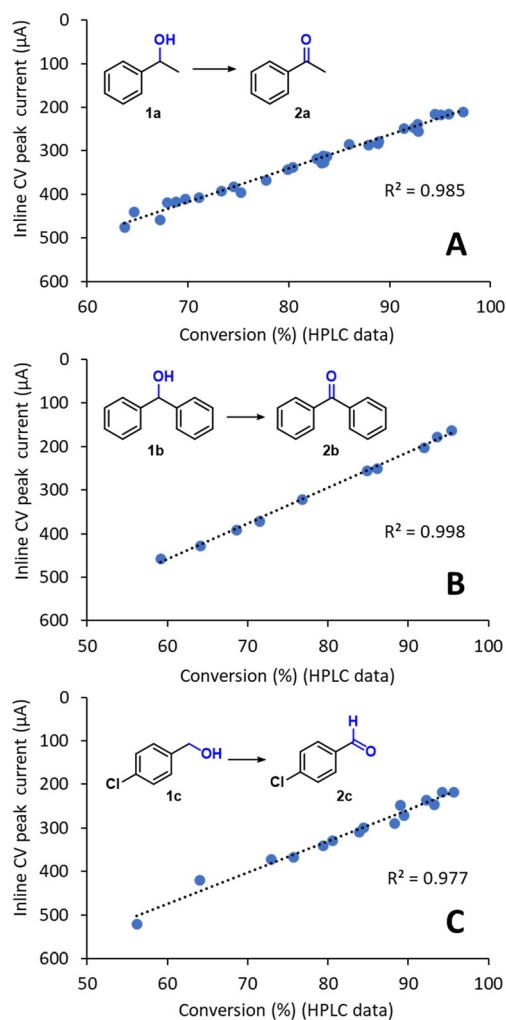 0
100
200
300
400
500
600
Inline CV peak current (µA)
OH
O
1a
2a
R² = 0.985
A
60 70 80 90 100
Conversion (%) (HPLC data)
0
100
200
300
400
500
600
Inline CV peak current (µA)
OH
O
1b
2b
R² = 0.998
B
50 60 70 80 90 100
Conversion (%) (HPLC data)
0
100
200
300
400
500
600
Inline CV peak current (µA)
H
OH
O
Cl
Cl
1c
2c
R² = 0.977
C
50 60 70 80 90 100
Conversion (%) (HPLC data)